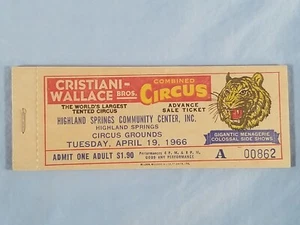 CRISTIANI-
WALLACE BROS.
COMBINED
CIRCUS
THE WORLD'S LARGEST
TENTED CIRCUS
ADVANCE
SALE TICKET
HIGHLAND SPRINGS COMMUNITY CENTER, INC.
HIGHLAND SPRINGS
CIRCUS GROUNDS
TUESDAY, APRIL 19, 1966
GIGANTIC MENAGERIE
COLOSSAL SIDE SHOWS
ADMIT ONE ADULT $1.90
GOOD ANY PERFORMANCE
A 00862